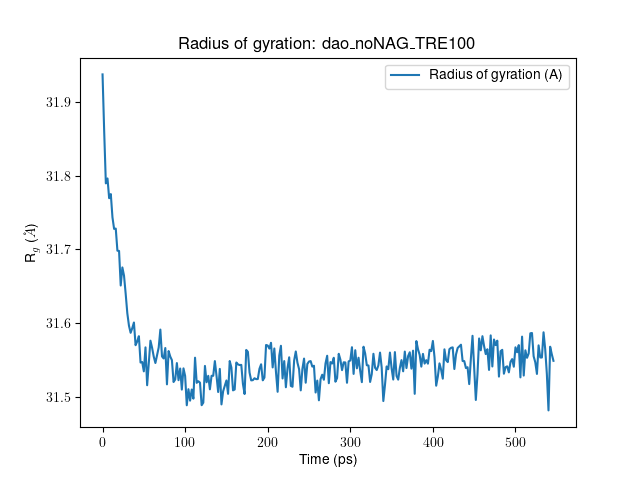 Radius of gyration: dao_noNAG_TRE100
Radius of gyration (A)
31.9
31.8
31.7
31.6
31.5
R_g (Å)
0 100 200 300 400 500
Time (ps)